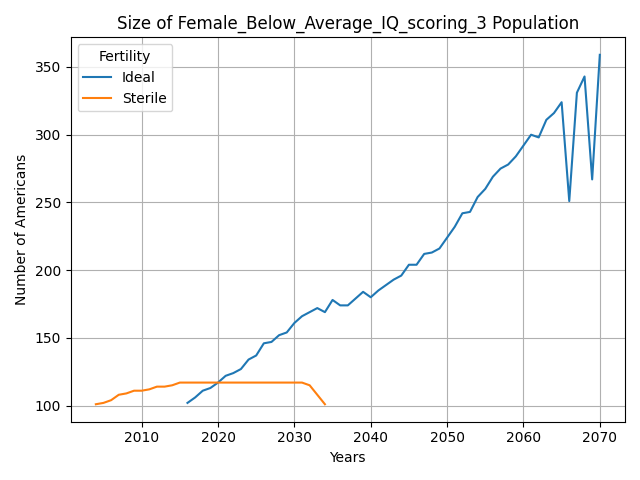 Size of Female_Below_Average_IQ_scoring_3 Population
Fertility
Ideal
Sterile
Number of Americans
350
300
250
200
150
100
2010 2020 2030 2040 2050 2060 2070
Years